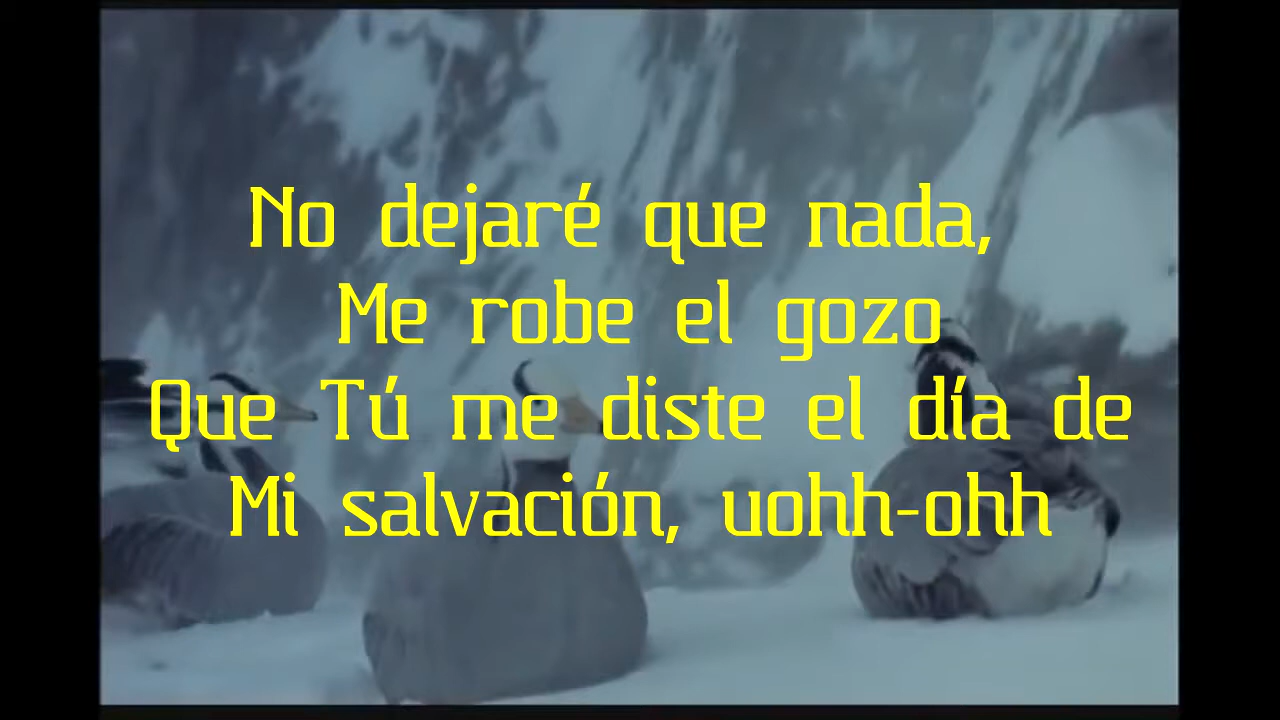 No dejaré que nada,
Me robe el gozo
Que Tú me diste el día de
Mi salvación, uohh-ohh